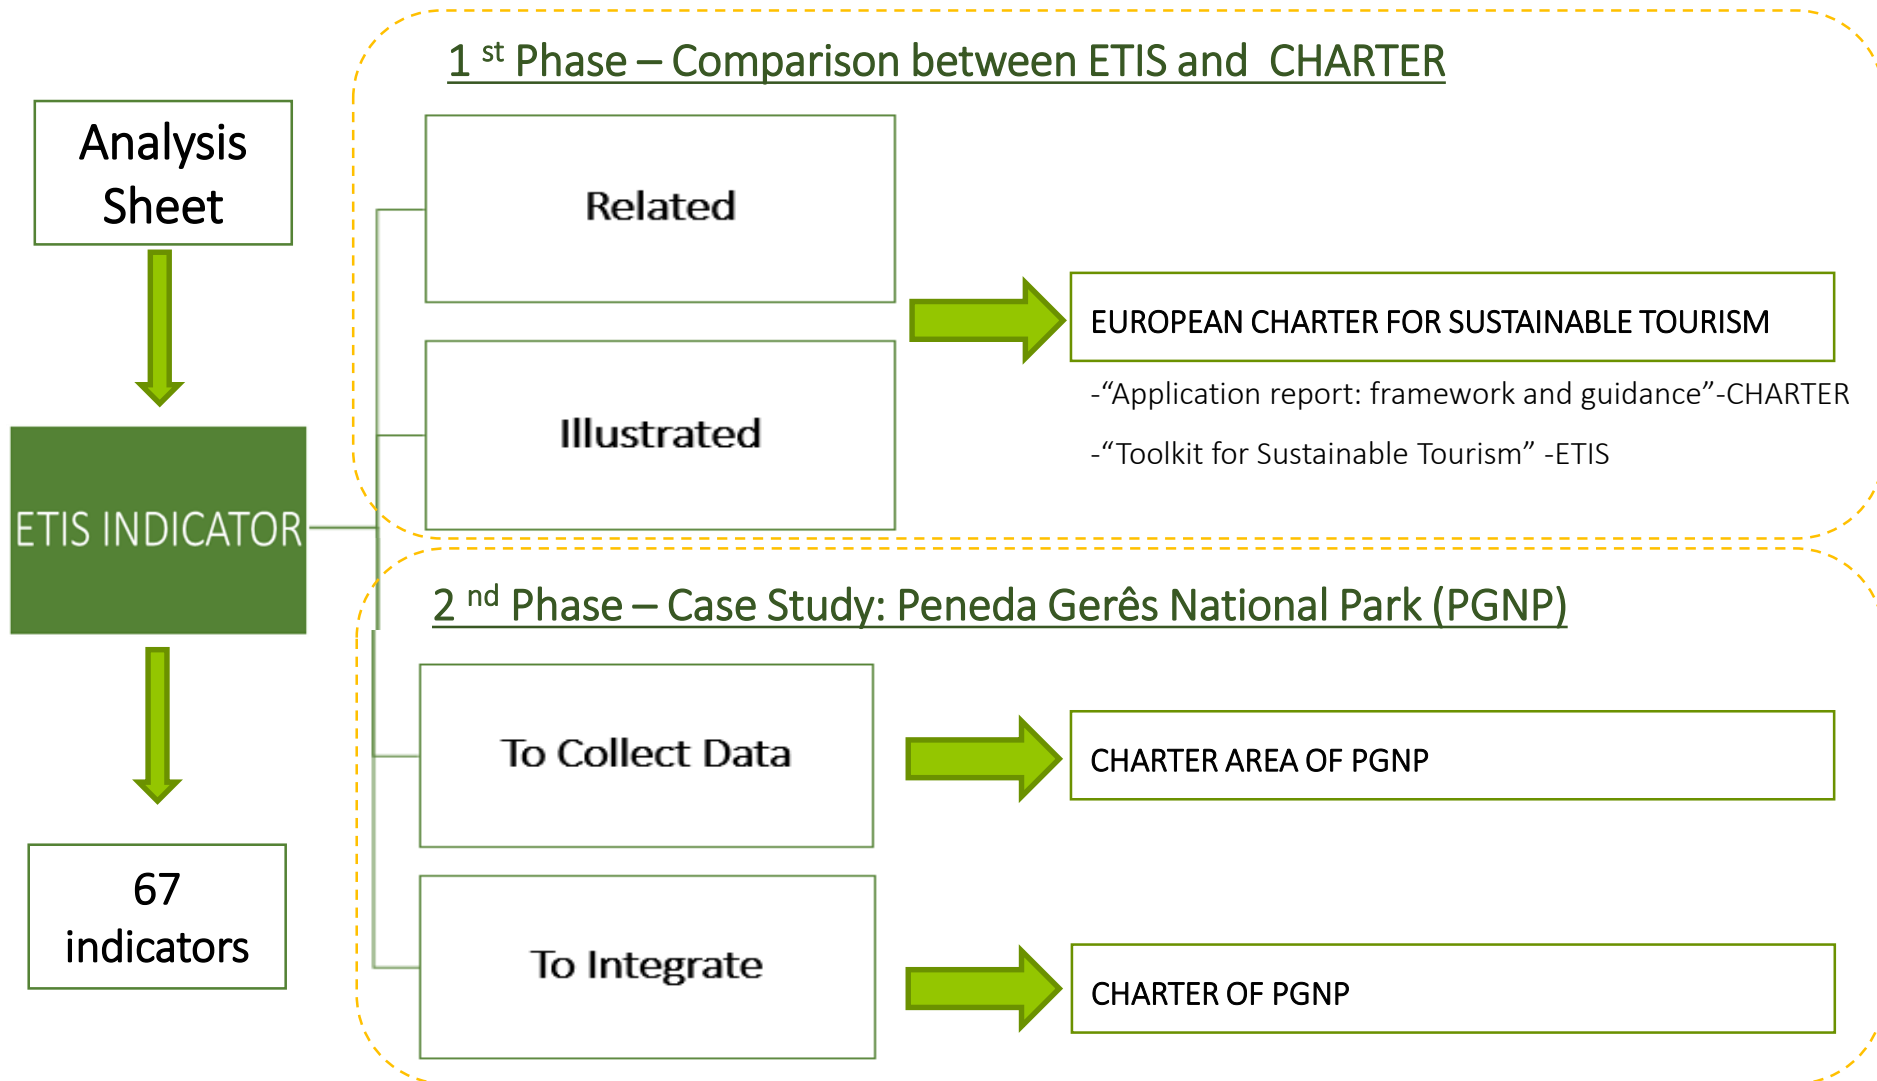 Analysis
Sheet
ETIS INDICATOR
67
indicators
1 st Phase – Comparison between ETIS and CHARTER
Related
Illustrated
EUROPEAN CHARTER FOR SUSTAINABLE TOURISM
-“Application report: framework and guidance”-CHARTER
-“Toolkit for Sustainable Tourism” -ETIS
2 nd Phase – Case Study: Peneda Gerês National Park (PGNP)
To Collect Data
CHARTER AREA OF PGNP
To Integrate
CHARTER OF PGNP